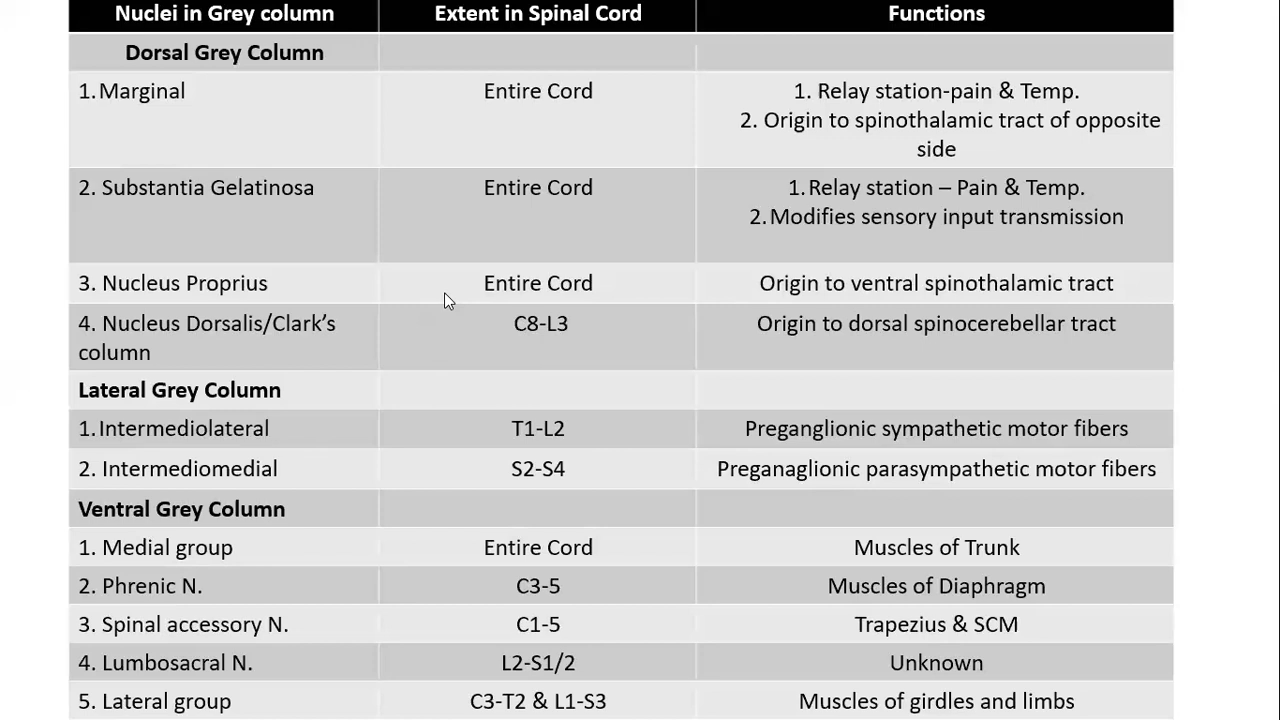 Nuclei in Grey column Extent in Spinal Cord Functions
Dorsal Grey Column
1. Marginal Entire Cord 1. Relay station-pain & Temp.
2. Origin to spinothalamic tract of opposite
side
2. Substantia Gelatinosa Entire Cord 1. Relay station – Pain & Temp.
2. Modifies sensory input transmission
3. Nucleus Proprius Entire Cord Origin to ventral spinothalamic tract
4. Nucleus Dorsalis/Clark’s C8-L3 Origin to dorsal spinocerebellar tract
column
Lateral Grey Column
1. Intermediolateral T1-L2 Preganglionic sympathetic motor fibers
2. Intermediomedial S2-S4 Preganaglionic parasympathetic motor fibers
Ventral Grey Column
1. Medial group Entire Cord Muscles of Trunk
2. Phrenic N. C3-5 Muscles of Diaphragm
3. Spinal accessory N. C1-5 Trapezius & SCM
4. Lumbosacral N. L2-S1/2 Unknown
5. Lateral group C3-T2 & L1-S3 Muscles of girdles and limbs